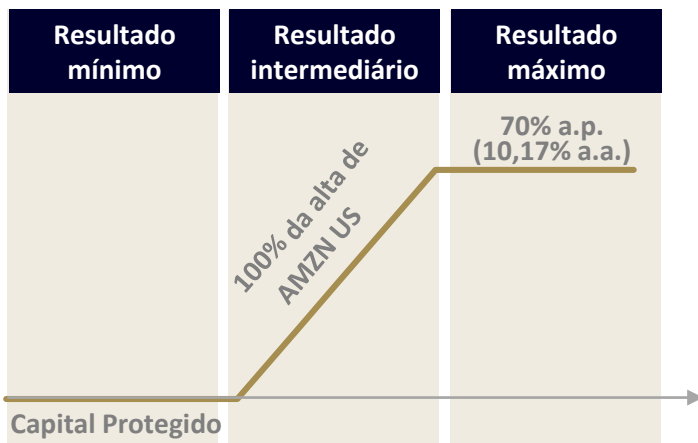 Resultado
mínimo
Resultado
intermediário
Resultado
máximo
100% da alta de
AMZN US
70% a.p.
(10,17% a.a.)
Capital Protegido